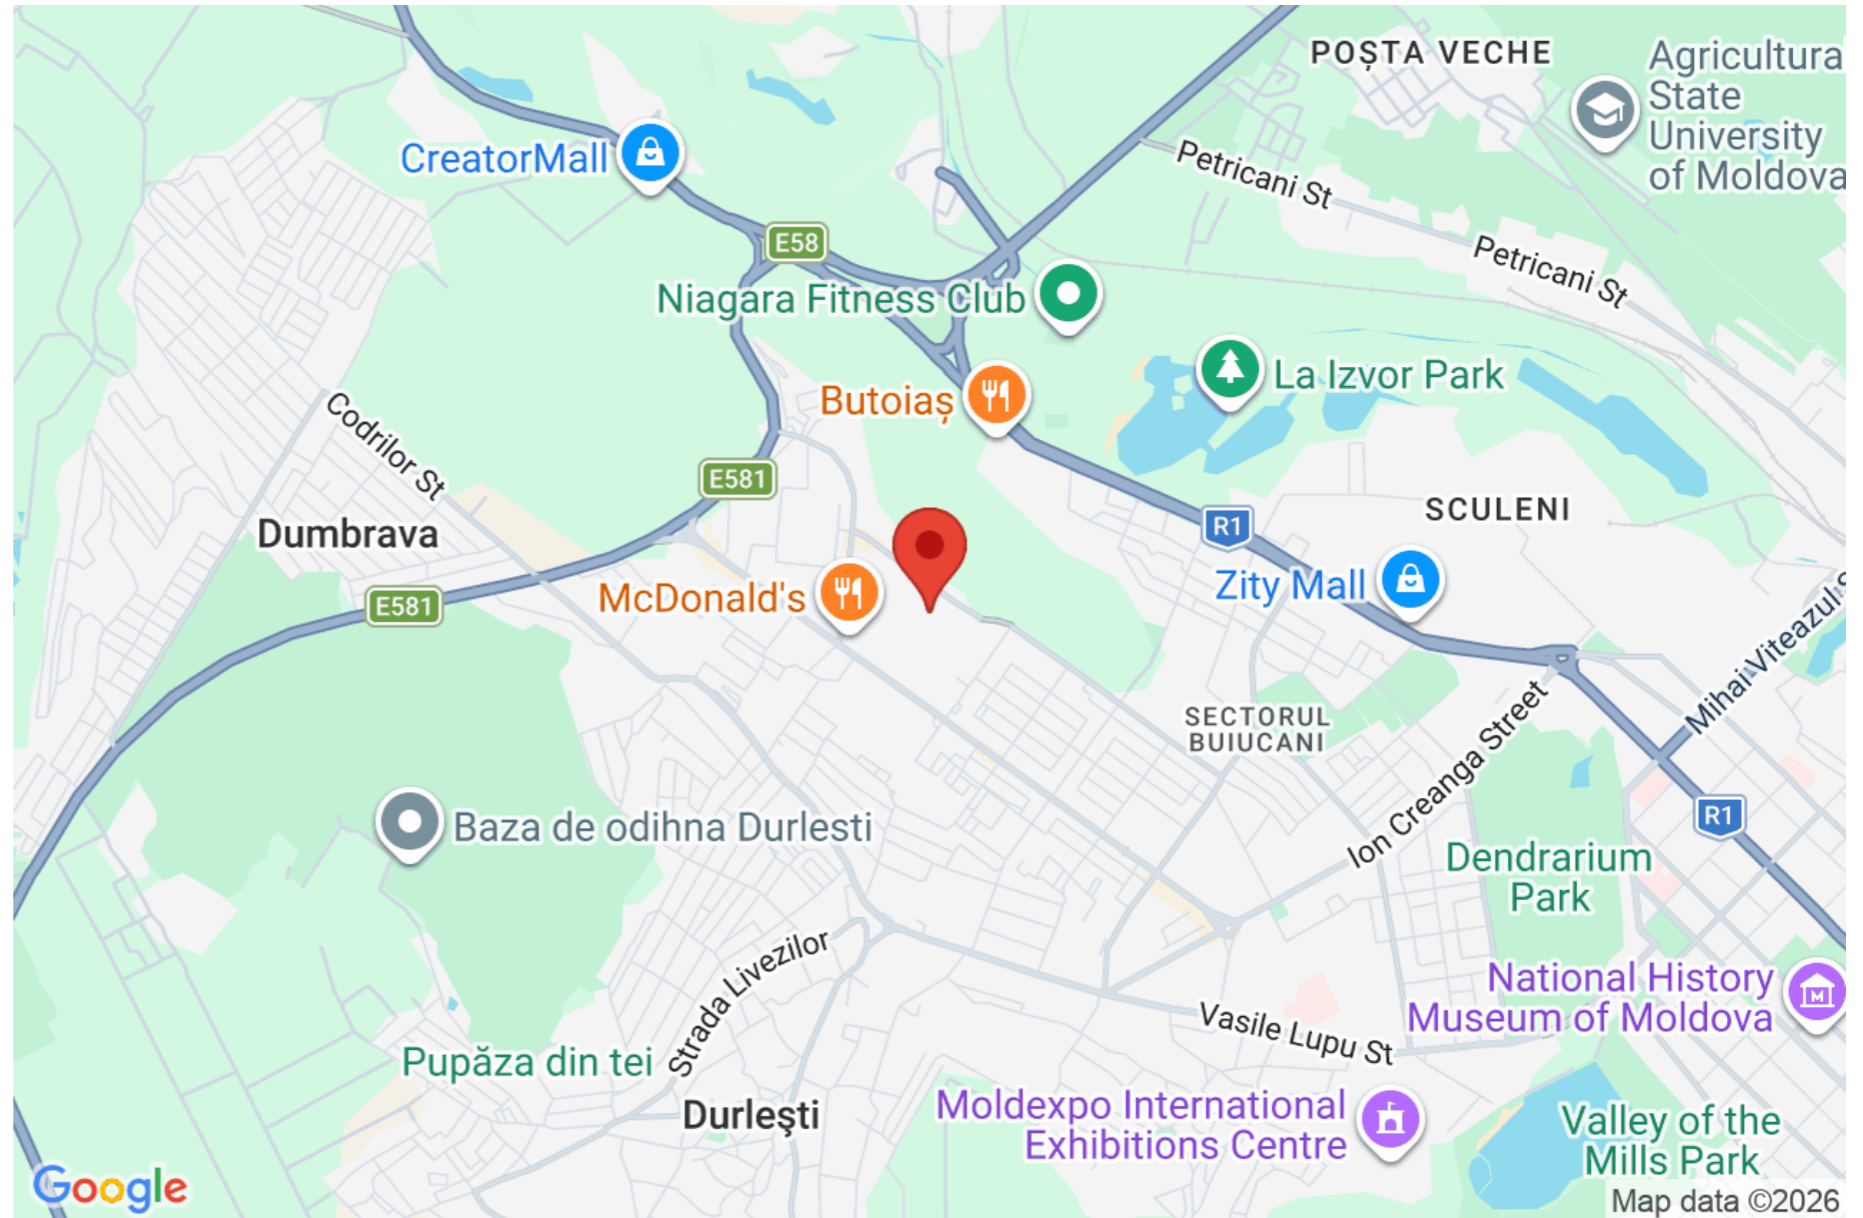 POȘTA VECHE
Agricultura
State
University
of Moldova
CreatorMall
Petricani St
E58
Petricani St
Niagara Fitness Club
La Izvor Park
Butoiaș
Codrilor St
E581
SCULENI
Dumbrava
R1
Zity Mall
McDonald's
E581
Mihai Viteazul S
SECTORUL
BUIUCANI
Ion Creanga Street
R1
Baza de odihna Durlesti
Dendrarium
Park
Strada Livezilor
National History
Museum of Moldova
Vasile Lupu St
Pupăza din tei
Durleşti
Moldexpo International
Exhibitions Centre
Valley of the
Mills Park
Google
Map data ©2026